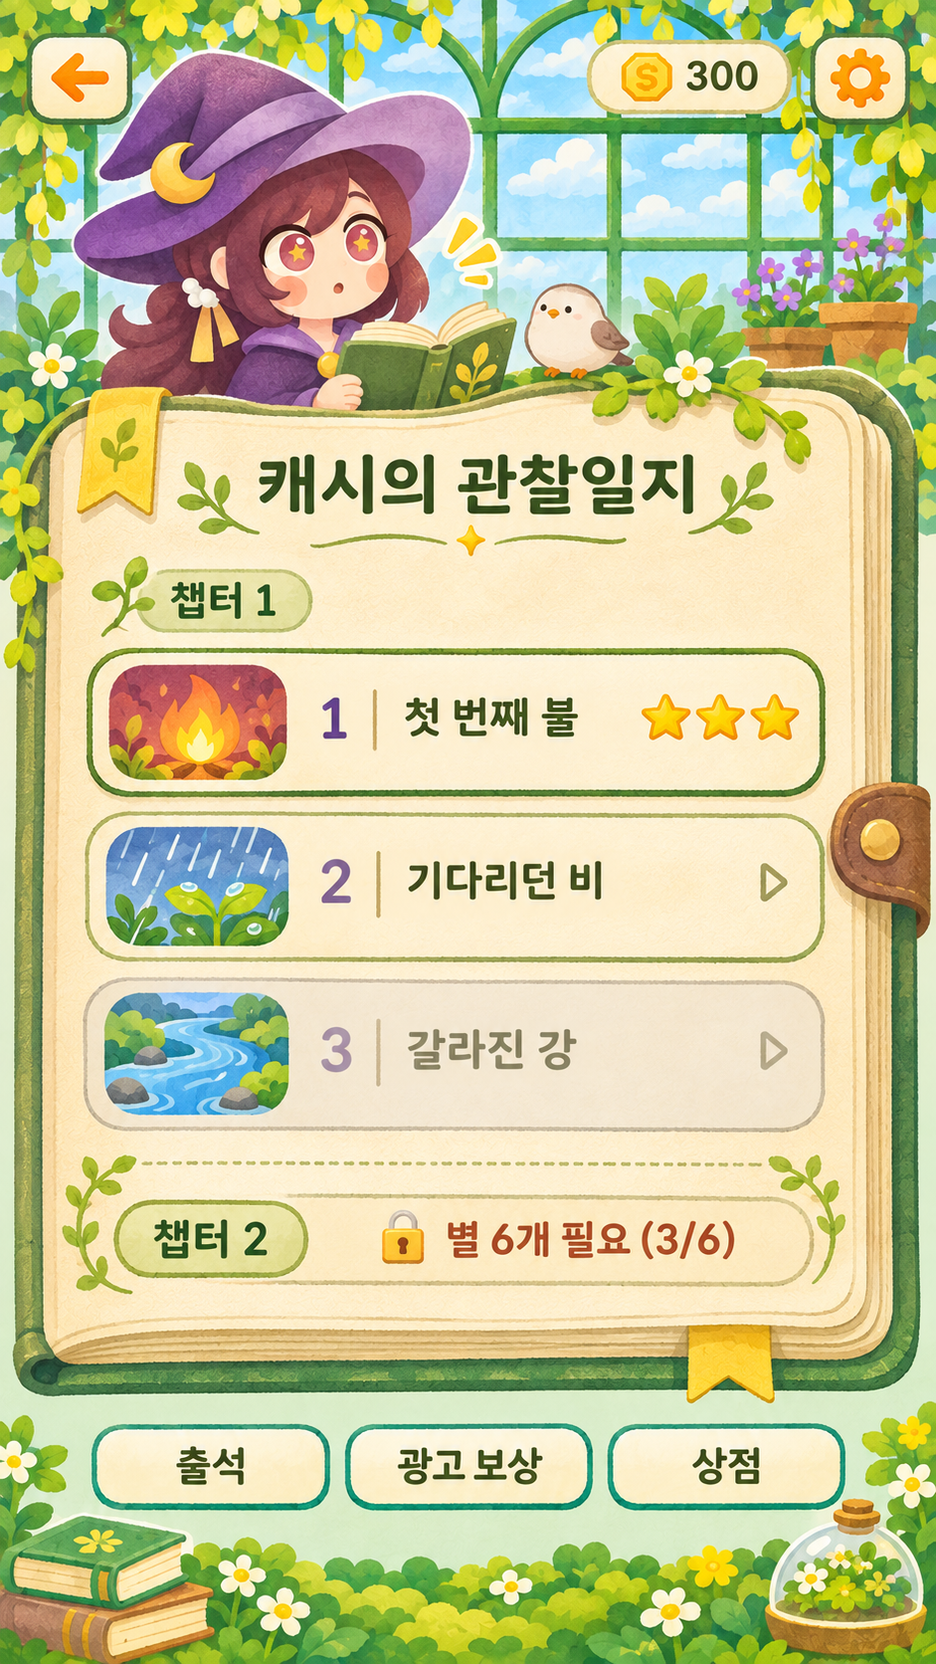 300
캐시의 관찰일지
챕터 1
1 첫 번째 불
2 기다리던 비
3 갈라진 강
챕터 2 별 6개 필요 (3/6)
출석 광고 보상 상점